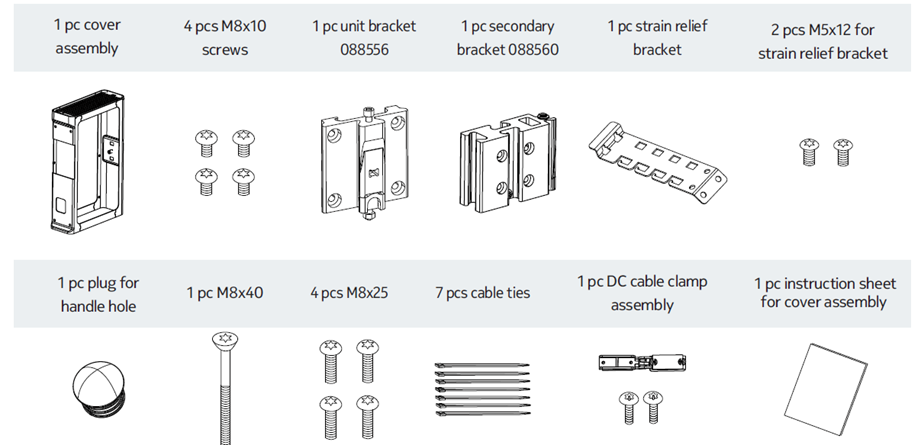 1 pc cover
assembly
4 pcs M8x10
screws
1 pc unit bracket
088556
1 pc secondary
bracket 088560
1 pc strain relief
bracket
2 pcs M5x12 for
strain relief bracket
1 pc plug for
handle hole
1 pc M8x40
4 pcs M8x25
7 pcs cable ties
1 pc DC cable clamp
assembly
1 pc instruction sheet
for cover assembly